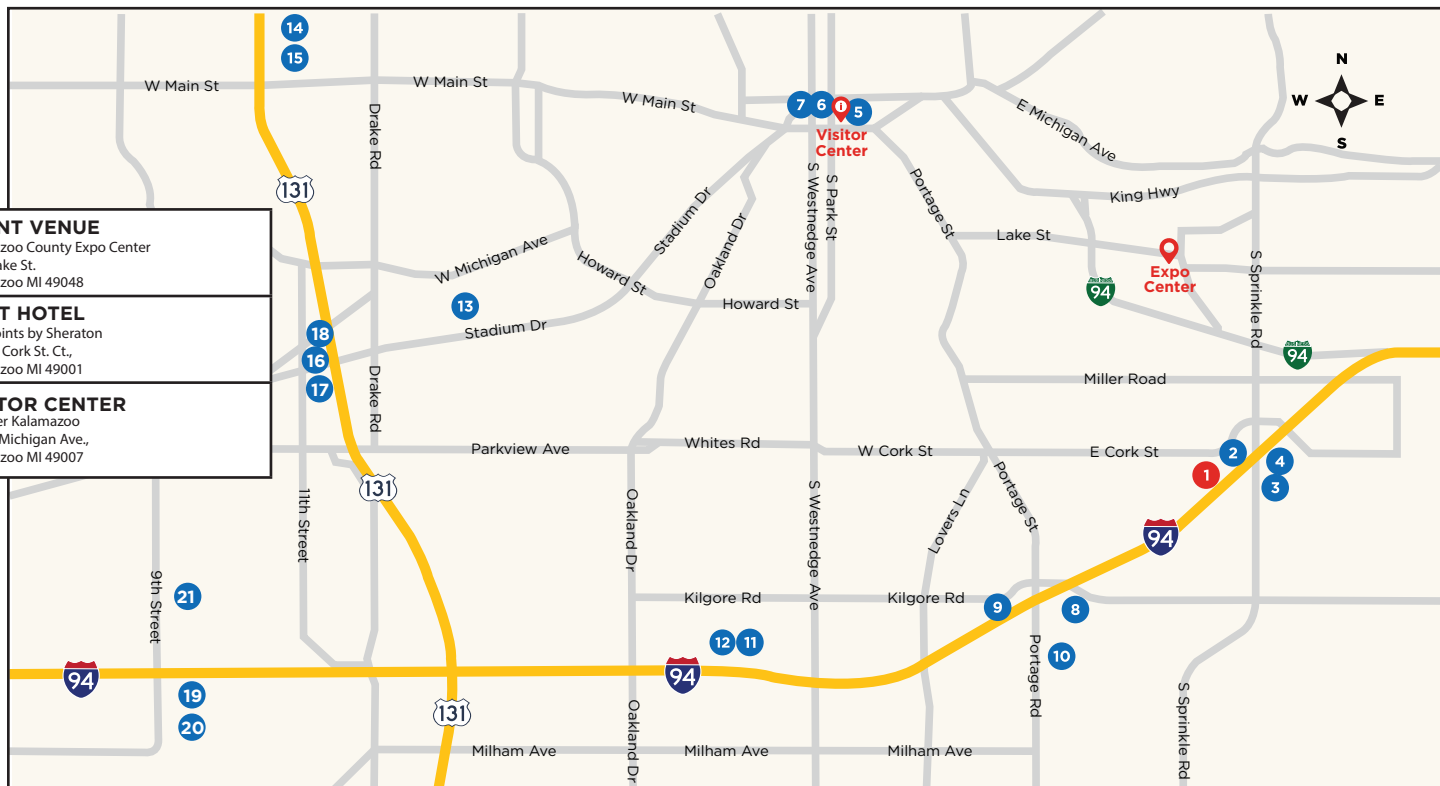 14
15
W Main St
W Main St
W Main St
Drake Rd
7
6
i
5
Visitor
Center
E Michigan Ave
N
W
E
S
131
King Hwy
S Westnedge Ave
S Park St
Portage St
Stadium Dr
Oakland Dr
W Michigan Ave
Howard St
Howard St
Lake St
Expo
Center
S Sprinkle Rd
94
94
NT VENUE
zoo County Expo Center
ake St.
zoo MI 49048
T HOTEL
oints by Sheraton
Cork St. Ct.,
zoo MI 49001
TOR CENTER
er Kalamazoo
Michigan Ave.,
zoo MI 49007
13
Stadium Dr
18
16
17
Drake Rd
Miller Road
Parkview Ave
Whites Rd
W Cork St
E Cork St
2
1
4
3
131
11th Street
Oakland Dr
S Westnedge Ave
Lovers Ln
Portage St
94
9th Street
21
Kilgore Rd
Kilgore Rd
9
8
12
11
10
94
94
19
20
131
Oakland Dr
Portage Rd
S Sprinkle Rd
Milham Ave
Milham Ave
Milham Ave